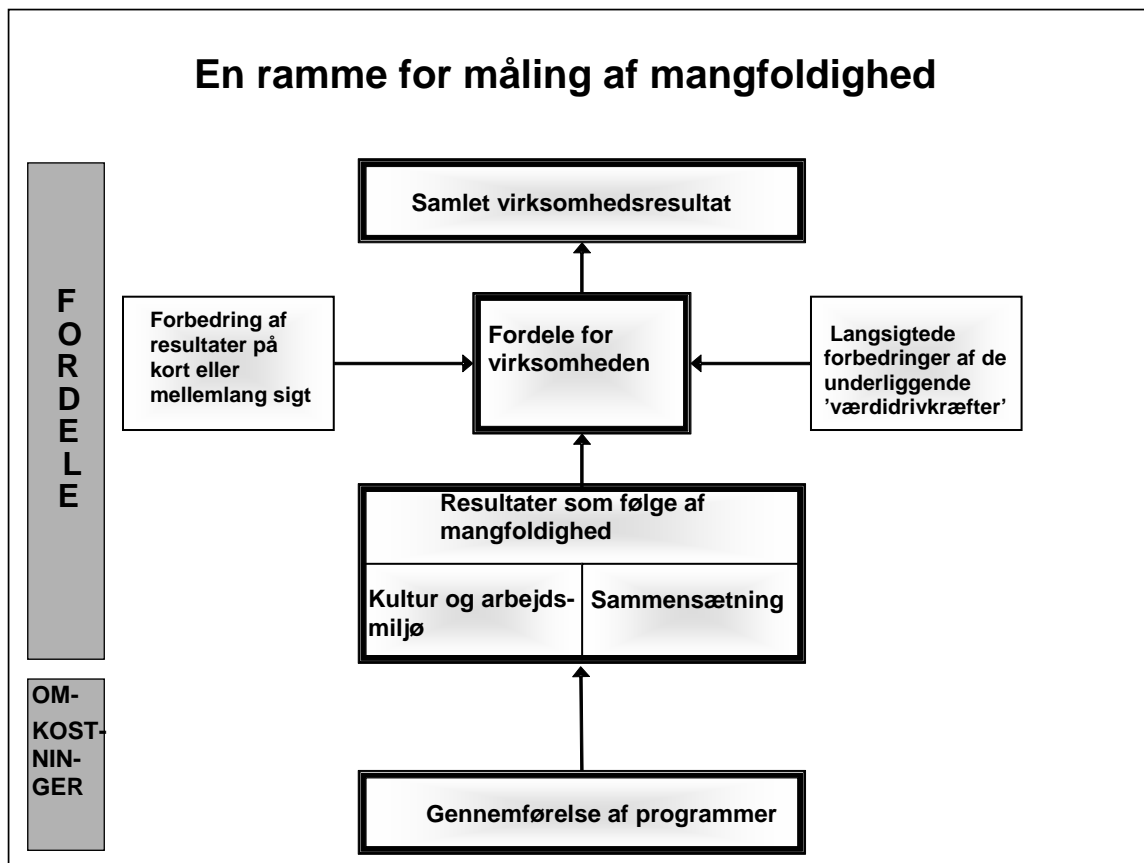 En ramme for måling af mangfoldighed
FORDELE
Samlet virksomhedsresultat
Forbedring af
resultater på
kort eller
mellemlang sigt
Fordele for
virksomheden
Langsigtede
forbedringer af de
underliggende
’værdidrivkræfter’
Resultater som følge af
mangfoldighed
Kultur og arbejds-
miljø
Sammensætning
OM-
KOST-
NIN-
GER
Gennemførelse af programmer